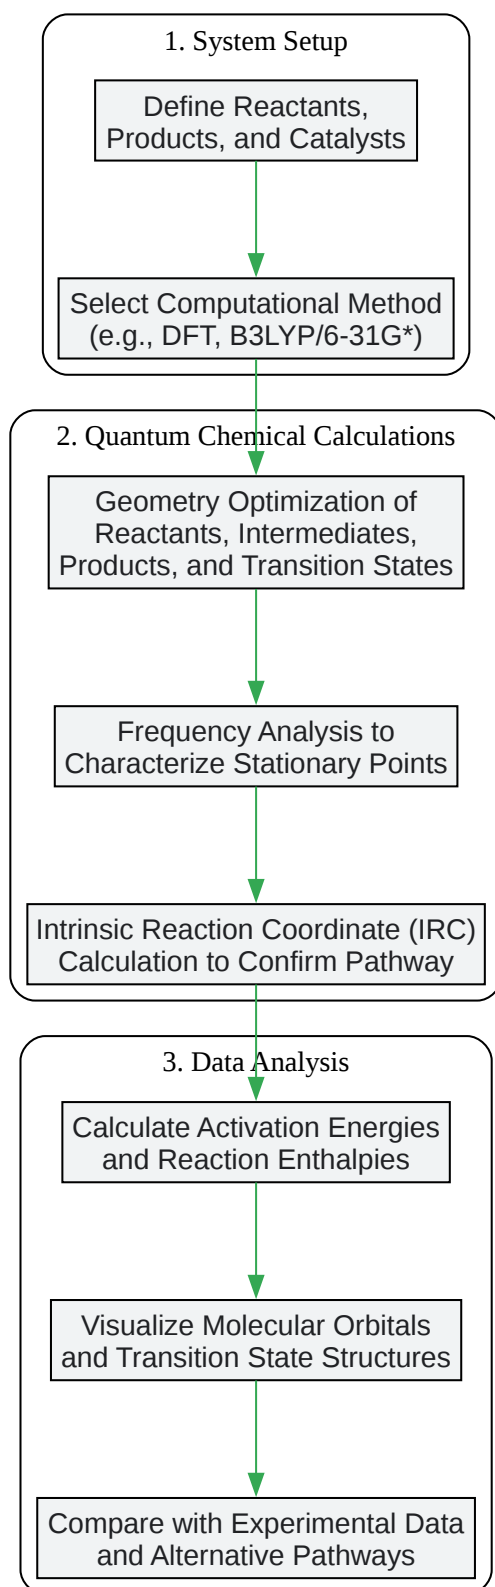 1. System Setup
Define Reactants,
Products, and Catalysts
Select Computational Method
(e.g., DFT, B3LYP/6-31G*)
2. Quantum Chemical Calculations
Geometry Optimization of
Reactants, Intermediates,
Products, and Transition States
Frequency Analysis to
Characterize Stationary Points
Intrinsic Reaction Coordinate (IRC)
Calculation to Confirm Pathway
3. Data Analysis
Calculate Activation Energies
and Reaction Enthalpies
Visualize Molecular Orbitals
and Transition State Structures
Compare with Experimental Data
and Alternative Pathways